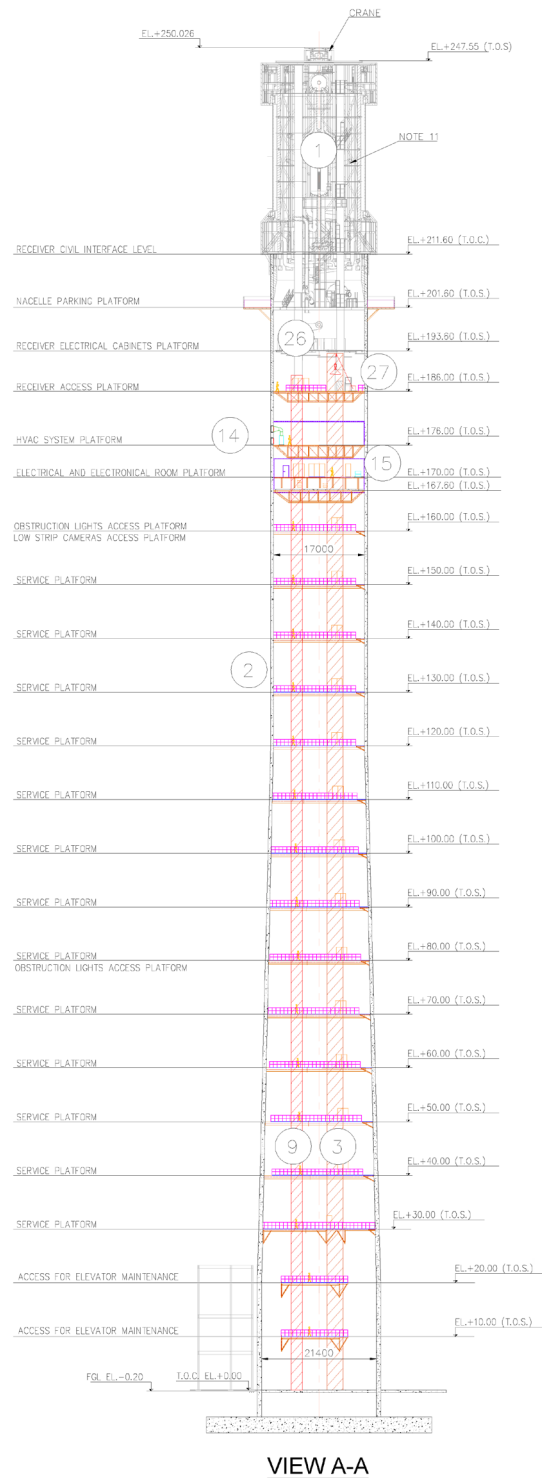 CRANE
EL.+250.026
EL.+247.55 (T.O.S)
NOTE 11
1
RECEIVER CIVIL INTERFACE LEVEL
EL.+211.60 (T.O.C.)
NACELLE PARKING PLATFORM
EL.+201.60 (T.O.S.)
26
RECEIVER ELECTRICAL CABINETS PLATFORM
EL.+193.60 (T.O.S.)
27
RECEIVER ACCESS PLATFORM
EL.+186.00 (T.O.S.)
14
HVAC SYSTEM PLATFORM
EL.+176.00 (T.O.S.)
15
ELECTRICAL AND ELECTRONICAL ROOM PLATFORM
EL.+170.00 (T.O.S.)
EL.+167.60 (T.O.S.)
OBSTRUCTION LIGHTS ACCESS PLATFORM
EL.+160.00 (T.O.S.)
LOW STRIP CAMERAS ACCESS PLATFORM
17000
SERVICE PLATFORM
EL.+150.00 (T.O.S.)
SERVICE PLATFORM
EL.+140.00 (T.O.S.)
2
SERVICE PLATFORM
EL.+130.00 (T.O.S.)
SERVICE PLATFORM
EL.+120.00 (T.O.S.)
SERVICE PLATFORM
EL.+110.00 (T.O.S.)
SERVICE PLATFORM
EL.+100.00 (T.O.S.)
SERVICE PLATFORM
EL.+90.00 (T.O.S.)
SERVICE PLATFORM
EL.+80.00 (T.O.S.)
OBSTRUCTION LIGHTS ACCESS PLATFORM
SERVICE PLATFORM
EL.+70.00 (T.O.S.)
SERVICE PLATFORM
EL.+60.00 (T.O.S.)
SERVICE PLATFORM
EL.+50.00 (T.O.S.)
9
3
SERVICE PLATFORM
EL.+40.00 (T.O.S.)
SERVICE PLATFORM
EL.+30.00 (T.O.S.)
ACCESS FOR ELEVATOR MAINTENANCE
EL.+20.00 (T.O.S.)
ACCESS FOR ELEVATOR MAINTENANCE
EL.+10.00 (T.O.S.)
21400
FGL EL.-0.20
T.O.C. EL.+0.00
VIEW A-A